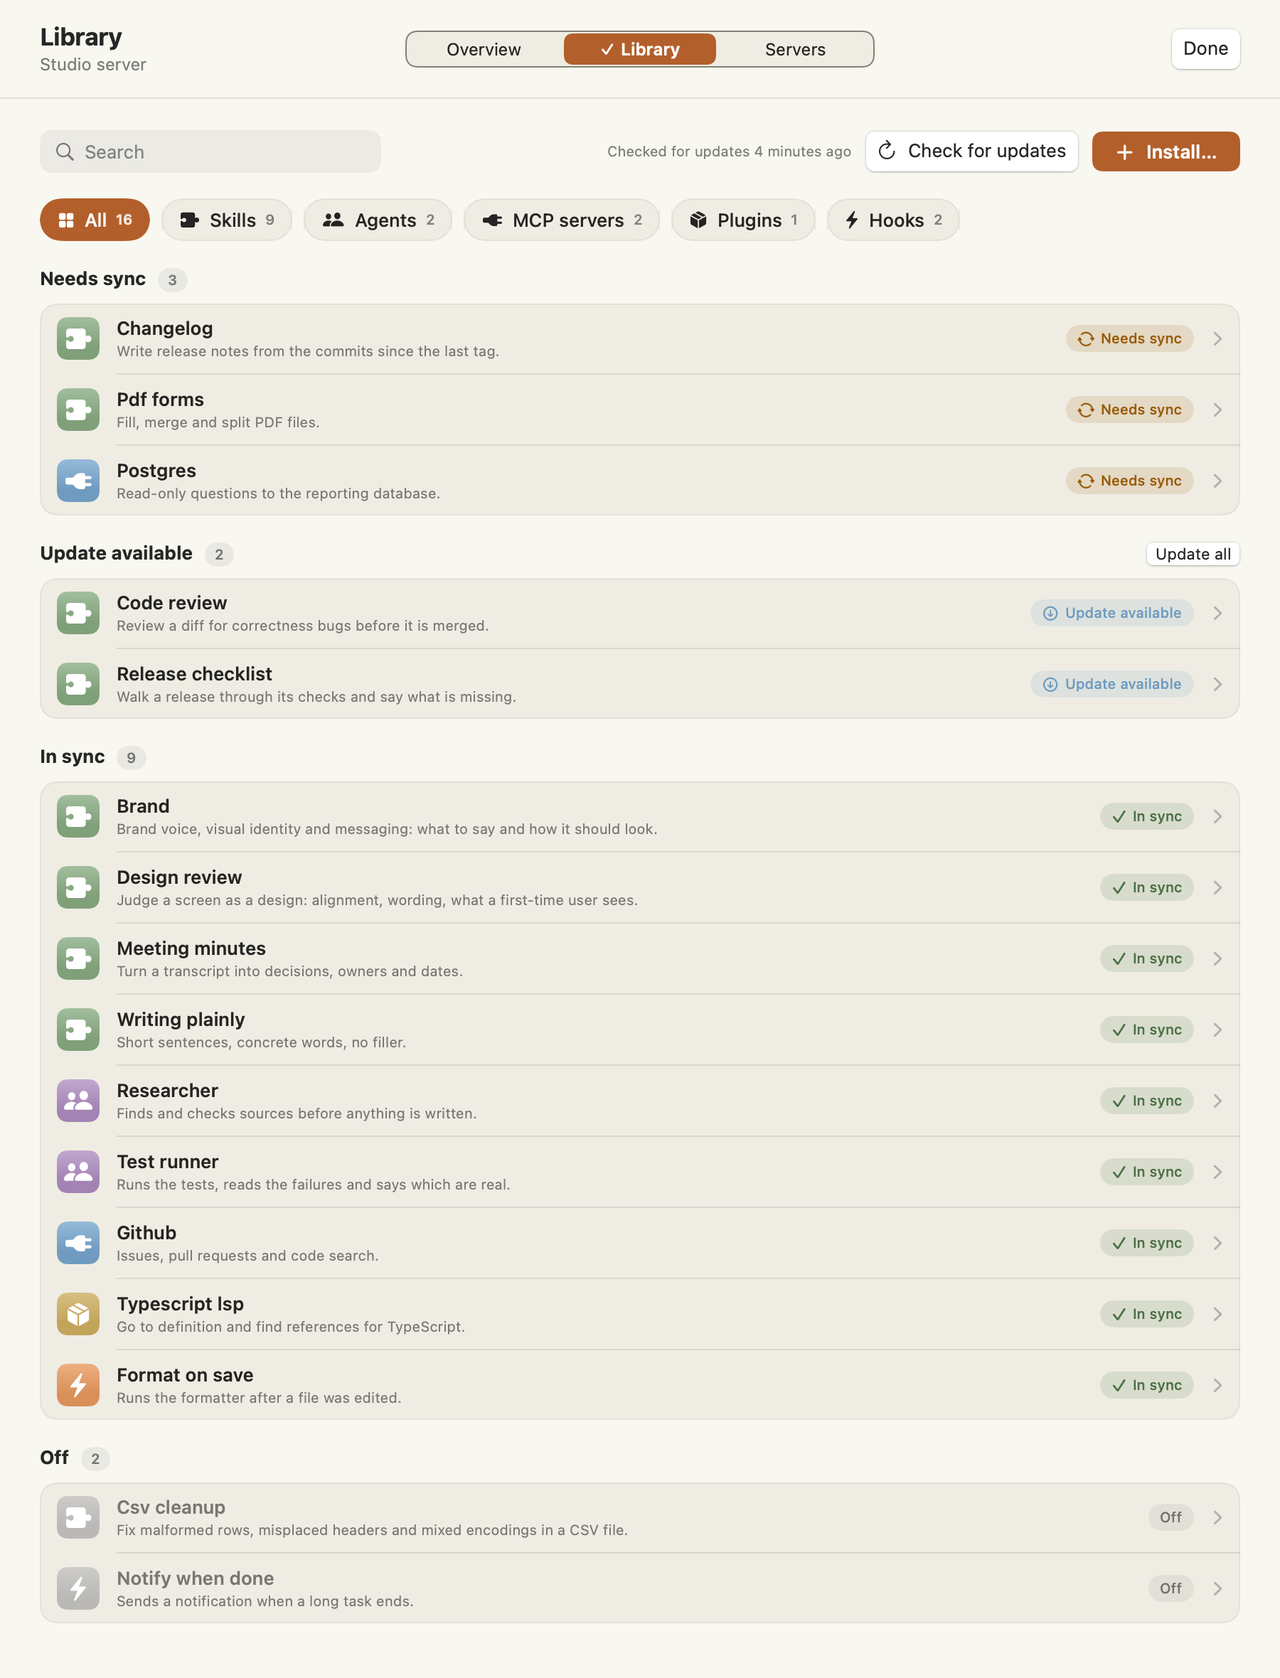 Library
Studio server
Overview
✓ Library
Servers
Done
Search
Checked for updates 4 minutes ago
Check for updates
+ Install...
All 16
Skills 9
Agents 2
MCP servers 2
Plugins 1
Hooks 2
Needs sync 3
Changelog
Write release notes from the commits since the last tag.
Needs sync
Pdf forms
Fill, merge and split PDF files.
Needs sync
Postgres
Read-only questions to the reporting database.
Needs sync
Update available 2
Update all
Code review
Review a diff for correctness bugs before it is merged.
Update available
Release checklist
Walk a release through its checks and say what is missing.
Update available
In sync 9
Brand
Brand voice, visual identity and messaging: what to say and how it should look.
In sync
Design review
Judge a screen as a design: alignment, wording, what a first-time user sees.
In sync
Meeting minutes
Turn a transcript into decisions, owners and dates.
In sync
Writing plainly
Short sentences, concrete words, no filler.
In sync
Researcher
Finds and checks sources before anything is written.
In sync
Test runner
Runs the tests, reads the failures and says which are real.
In sync
Github
Issues, pull requests and code search.
In sync
Typescript lsp
Go to definition and find references for TypeScript.
In sync
Format on save
Runs the formatter after a file was edited.
In sync
Off 2
Csv cleanup
Fix malformed rows, misplaced headers and mixed encodings in a CSV file.
Off
Notify when done
Sends a notification when a long task ends.
Off